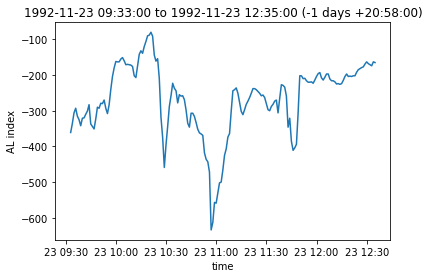 1992-11-23 09:33:00 to 1992-11-23 12:35:00 (-1 days +20:58:00)
−100
−200
−300
−400
−500
−600
AL index
23 09:30 23 10:00 23 10:30 23 11:00 23 11:30 23 12:00 23 12:30
time